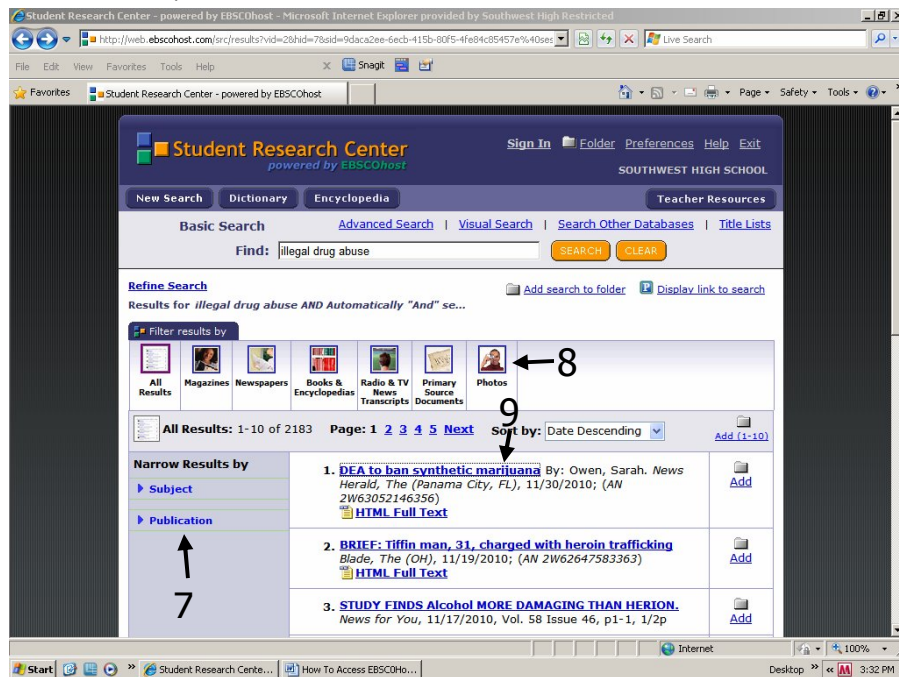 Student Research Center - powered by EBSCOhost - Microsoft Internet Explorer provided by Southwest High Restricted
http://web.ebscohost.com/src/results?vid=2&hid=7&sid=9daca2ee-6ecb-415b-80f5-4fe84c85457e%40ses
Live Search
File Edit View Favorites Tools Help
Snagit
Favorites
Student Research Center - powered by EBSCOhost
Page Safety Tools
Student Research Center
powered by EBSCOhost
Sign In Folder Preferences Help Exit
SOUTHWEST HIGH SCHOOL
New Search Dictionary Encyclopedia Teacher Resources
Basic Search
Advanced Search | Visual Search | Search Other Databases | Title Lists
Find: illegal drug abuse SEARCH CLEAR
Refine Search
Add search to folder Display link to search
Results for illegal drug abuse AND Automatically "And" se...
Filter results by
All Results
Magazines
Newspapers
Books & Encyclopedias
Radio & TV News Transcripts
Primary Source Documents
Photos
8
9
All Results: 1-10 of 2183 Page: 1 2 3 4 5 Next Sort by: Date Descending
Add (1-10)
Narrow Results by
Subject
Publication
7
1. DEA to ban synthetic marijuana By: Owen, Sarah. News
Herald, The (Panama City, FL), 11/30/2010; (AN
2W63052146356)
HTML Full Text
Add
2. BRIEF: Tiffin man, 31, charged with heroin trafficking
Blade, The (OH), 11/19/2010; (AN 2W62647583363)
HTML Full Text
Add
3. STUDY FINDS Alcohol MORE DAMAGING THAN HERION.
News for You, 11/17/2010, Vol. 58 Issue 46, p1-1, 1/2p
Add
Internet
100%
Start
Student Research Cente...
How To Access EBSCOHo...
Desktop
3:32 PM